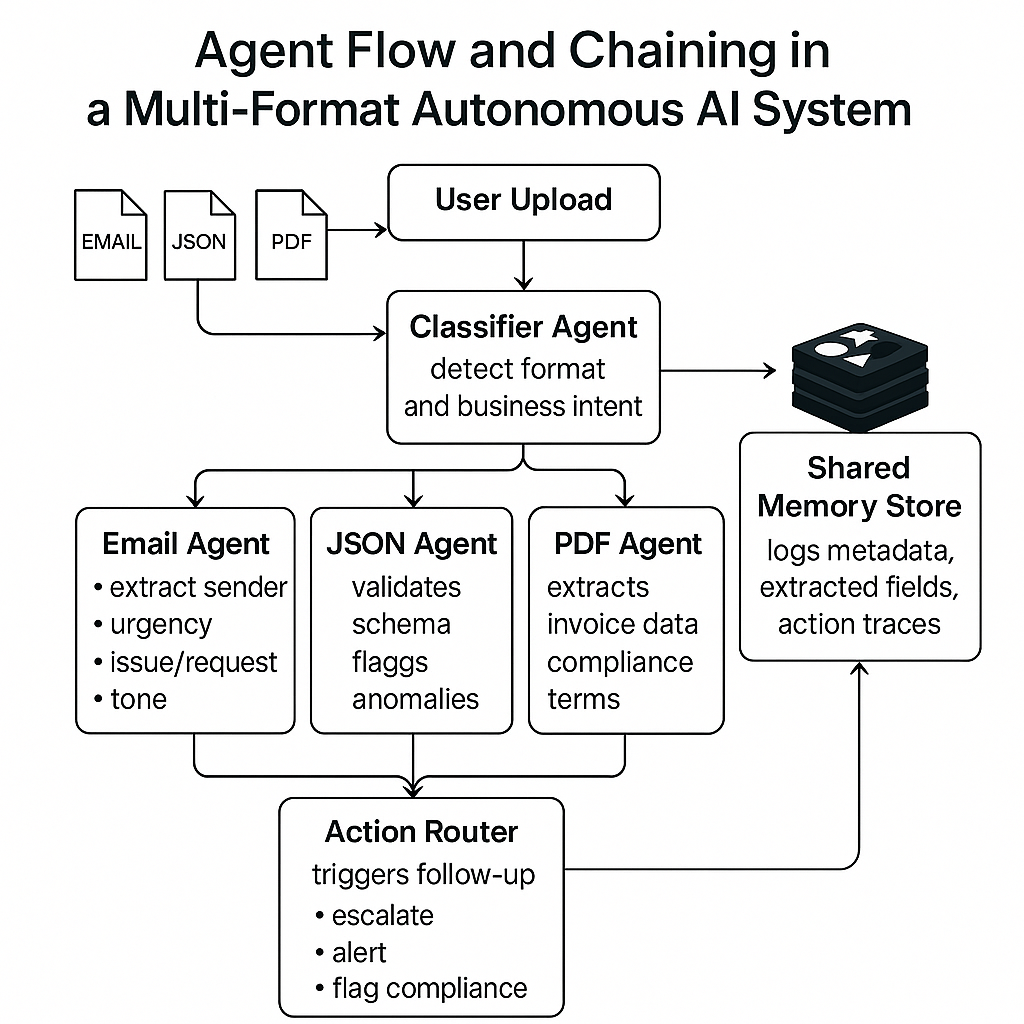 Agent Flow and Chaining in
a Multi-Format Autonomous AI System
EMAIL
JSON
PDF
User Upload
Classifier Agent
detect format
and business intent
Shared
Memory Store
logs metadata,
extracted fields,
action traces
Email Agent
• extract sender
• urgency
• issue/request
• tone
JSON Agent
validates
schema
flaggs
anomalies
PDF Agent
extracts
invoice data
compliance
terms
Action Router
triggers follow-up
• escalate
• alert
• flag compliance